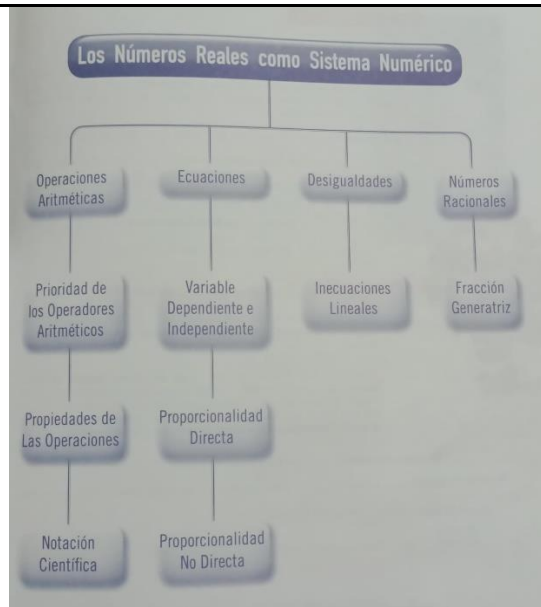 Los Números Reales como Sistema Numérico
Operaciones
Aritméticas
Ecuaciones
Desigualdades
Números
Racionales
Prioridad de
los Operadores
Aritméticos
Variable
Dependiente e
Independiente
Inecuaciones
Lineales
Fracción
Generatriz
Propiedades de
Las Operaciones
Proporcionalidad
Directa
Notación
Científica
Proporcionalidad
No Directa